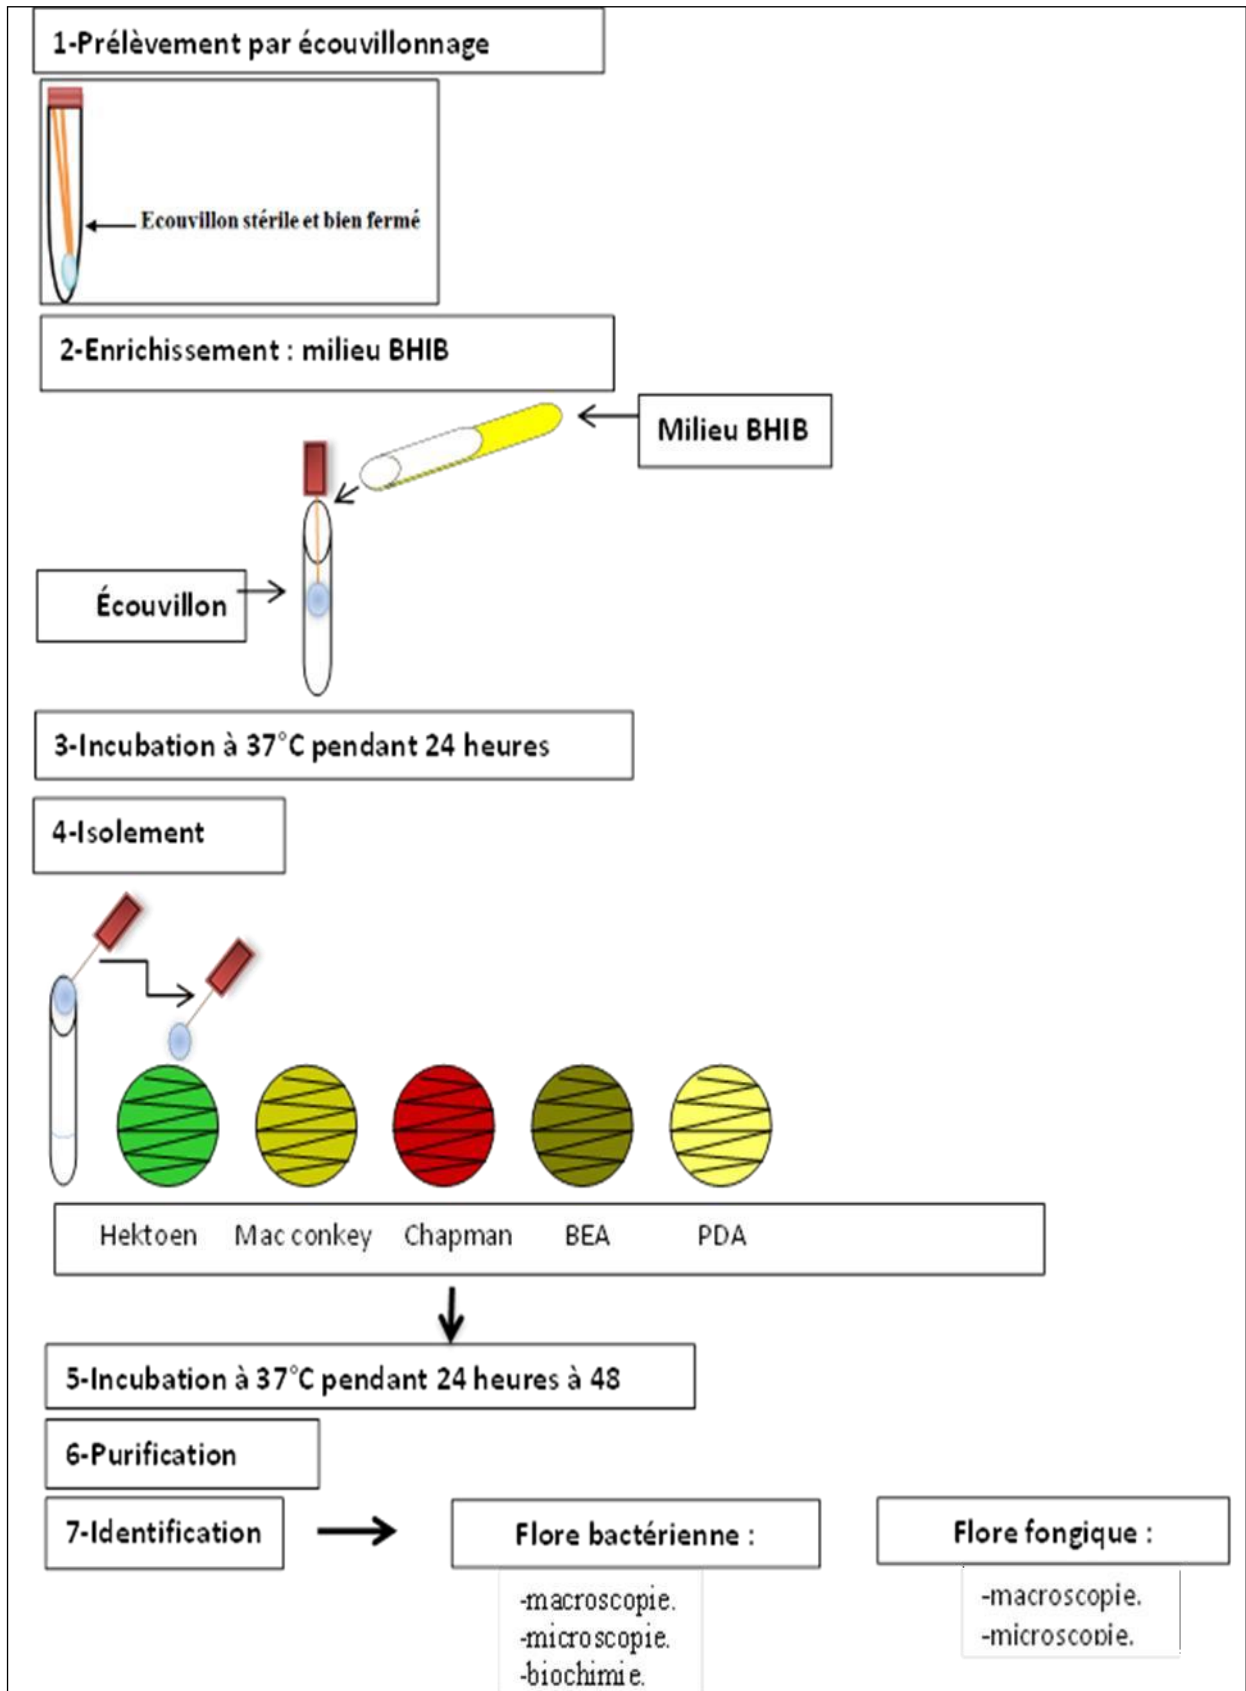 1-Prélèvement par écouvillonnage
Ecouvillon stérile et bien fermé
2-Enrichissement : milieu BHIB
Milieu BHIB
Écouvillon
3-Incubation à 37°C pendant 24 heures
4-Isolement
Hektoen Mac conkey Chapman BEA PDA
5-Incubation à 37°C pendant 24 heures à 48
6-Purification
7-Identification
Flore bactérienne :
-macroscopie.
-microscopie.
-biochimie.
Flore fongique :
-macroscopie.
-microscopie.